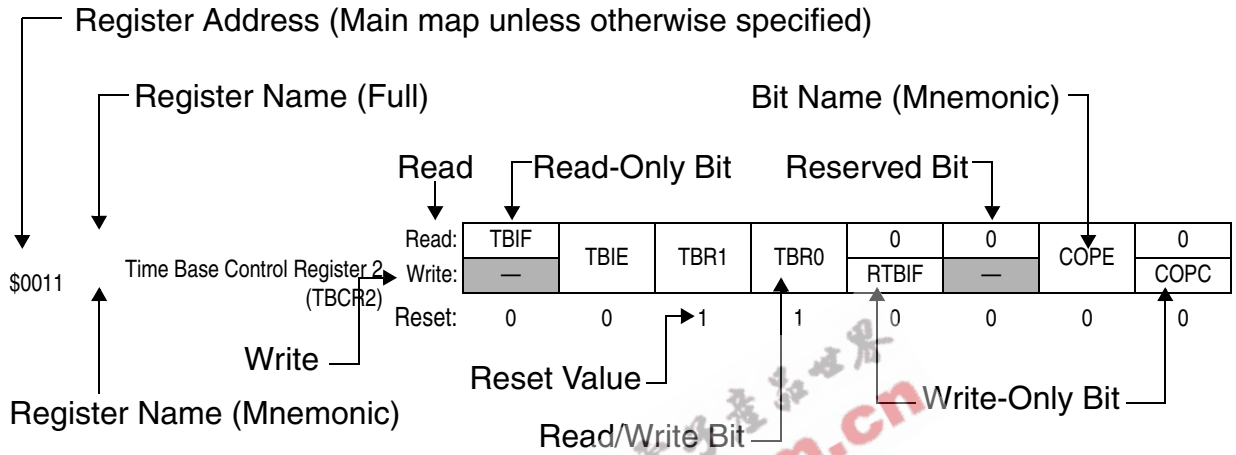 Register Address (Main map unless otherwise specified)
Register Name (Full)
Bit Name (Mnemonic)
Read
Read-Only Bit
Reserved Bit
Read: TBIF TBIE TBR1 TBR0 0 0 COPE 0
$0011 Time Base Control Register 2
(TBCR2)
Write: — RTBIF — COPC
Reset: 0 0 1 1 0 0 0 0
Write
Reset Value
Register Name (Mnemonic)
Write-Only Bit
Read/Write Bit